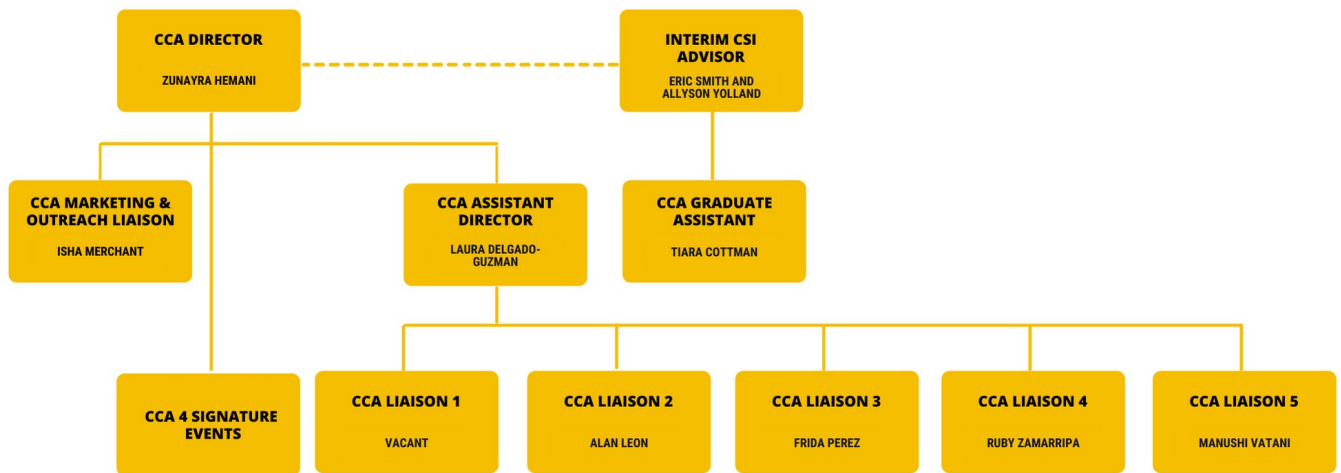 CCA DIRECTOR
ZUNAYRA HEMANI
INTERIM CSI
ADVISOR
ERIC SMITH AND
ALLYSON YOLLAND
CCA MARKETING &
OUTREACH LIAISON
ISHA MERCHANT
CCA ASSISTANT
DIRECTOR
LAURA DELGADO-
GUZMAN
CCA GRADUATE
ASSISTANT
TIARA COTTMAN
CCA 4 SIGNATURE
EVENTS
CCA LIAISON 1
VACANT
CCA LIAISON 2
ALAN LEON
CCA LIAISON 3
FRIDA PEREZ
CCA LIAISON 4
RUBY ZAMARRIPA
CCA LIAISON 5
MANUSHI VATANI